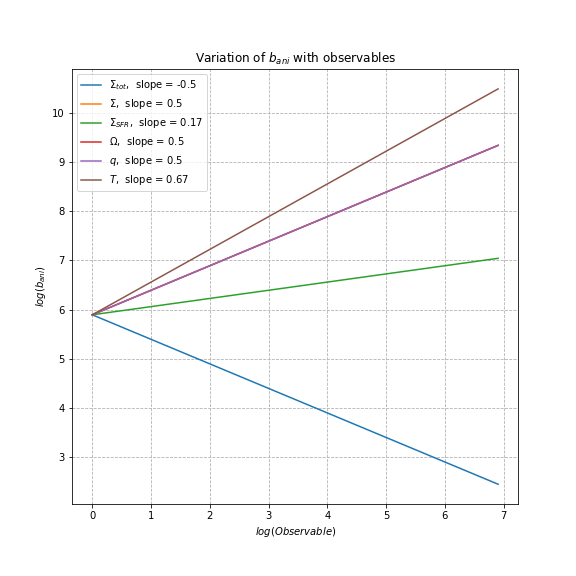 Variation of b_ani with observables
Σ_tot, slope = -0.5
Σ, slope = 0.5
Σ_SFR, slope = 0.17
Ω, slope = 0.5
q, slope = 0.5
T, slope = 0.67
10
9
8
7
6
5
4
3
log(b_ani)
0 1 2 3 4 5 6 7
log(Observable)